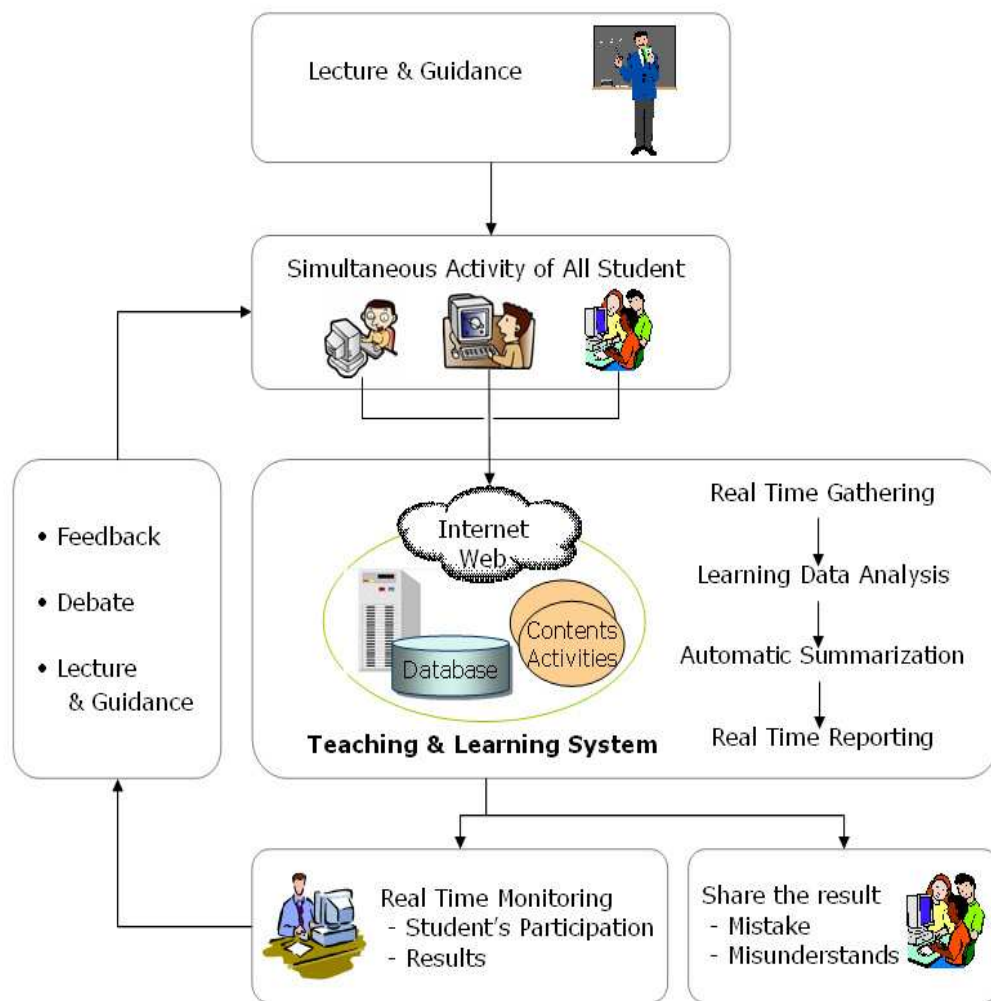 Lecture & Guidance
Simultaneous Activity of All Student
• Feedback
• Debate
• Lecture
& Guidance
Internet
Web
Database
Contents
Activities
Teaching & Learning System
Real Time Gathering
Learning Data Analysis
Automatic Summarization
Real Time Reporting
Real Time Monitoring
- Student's Participation
- Results
Share the result
- Mistake
- Misunderstands